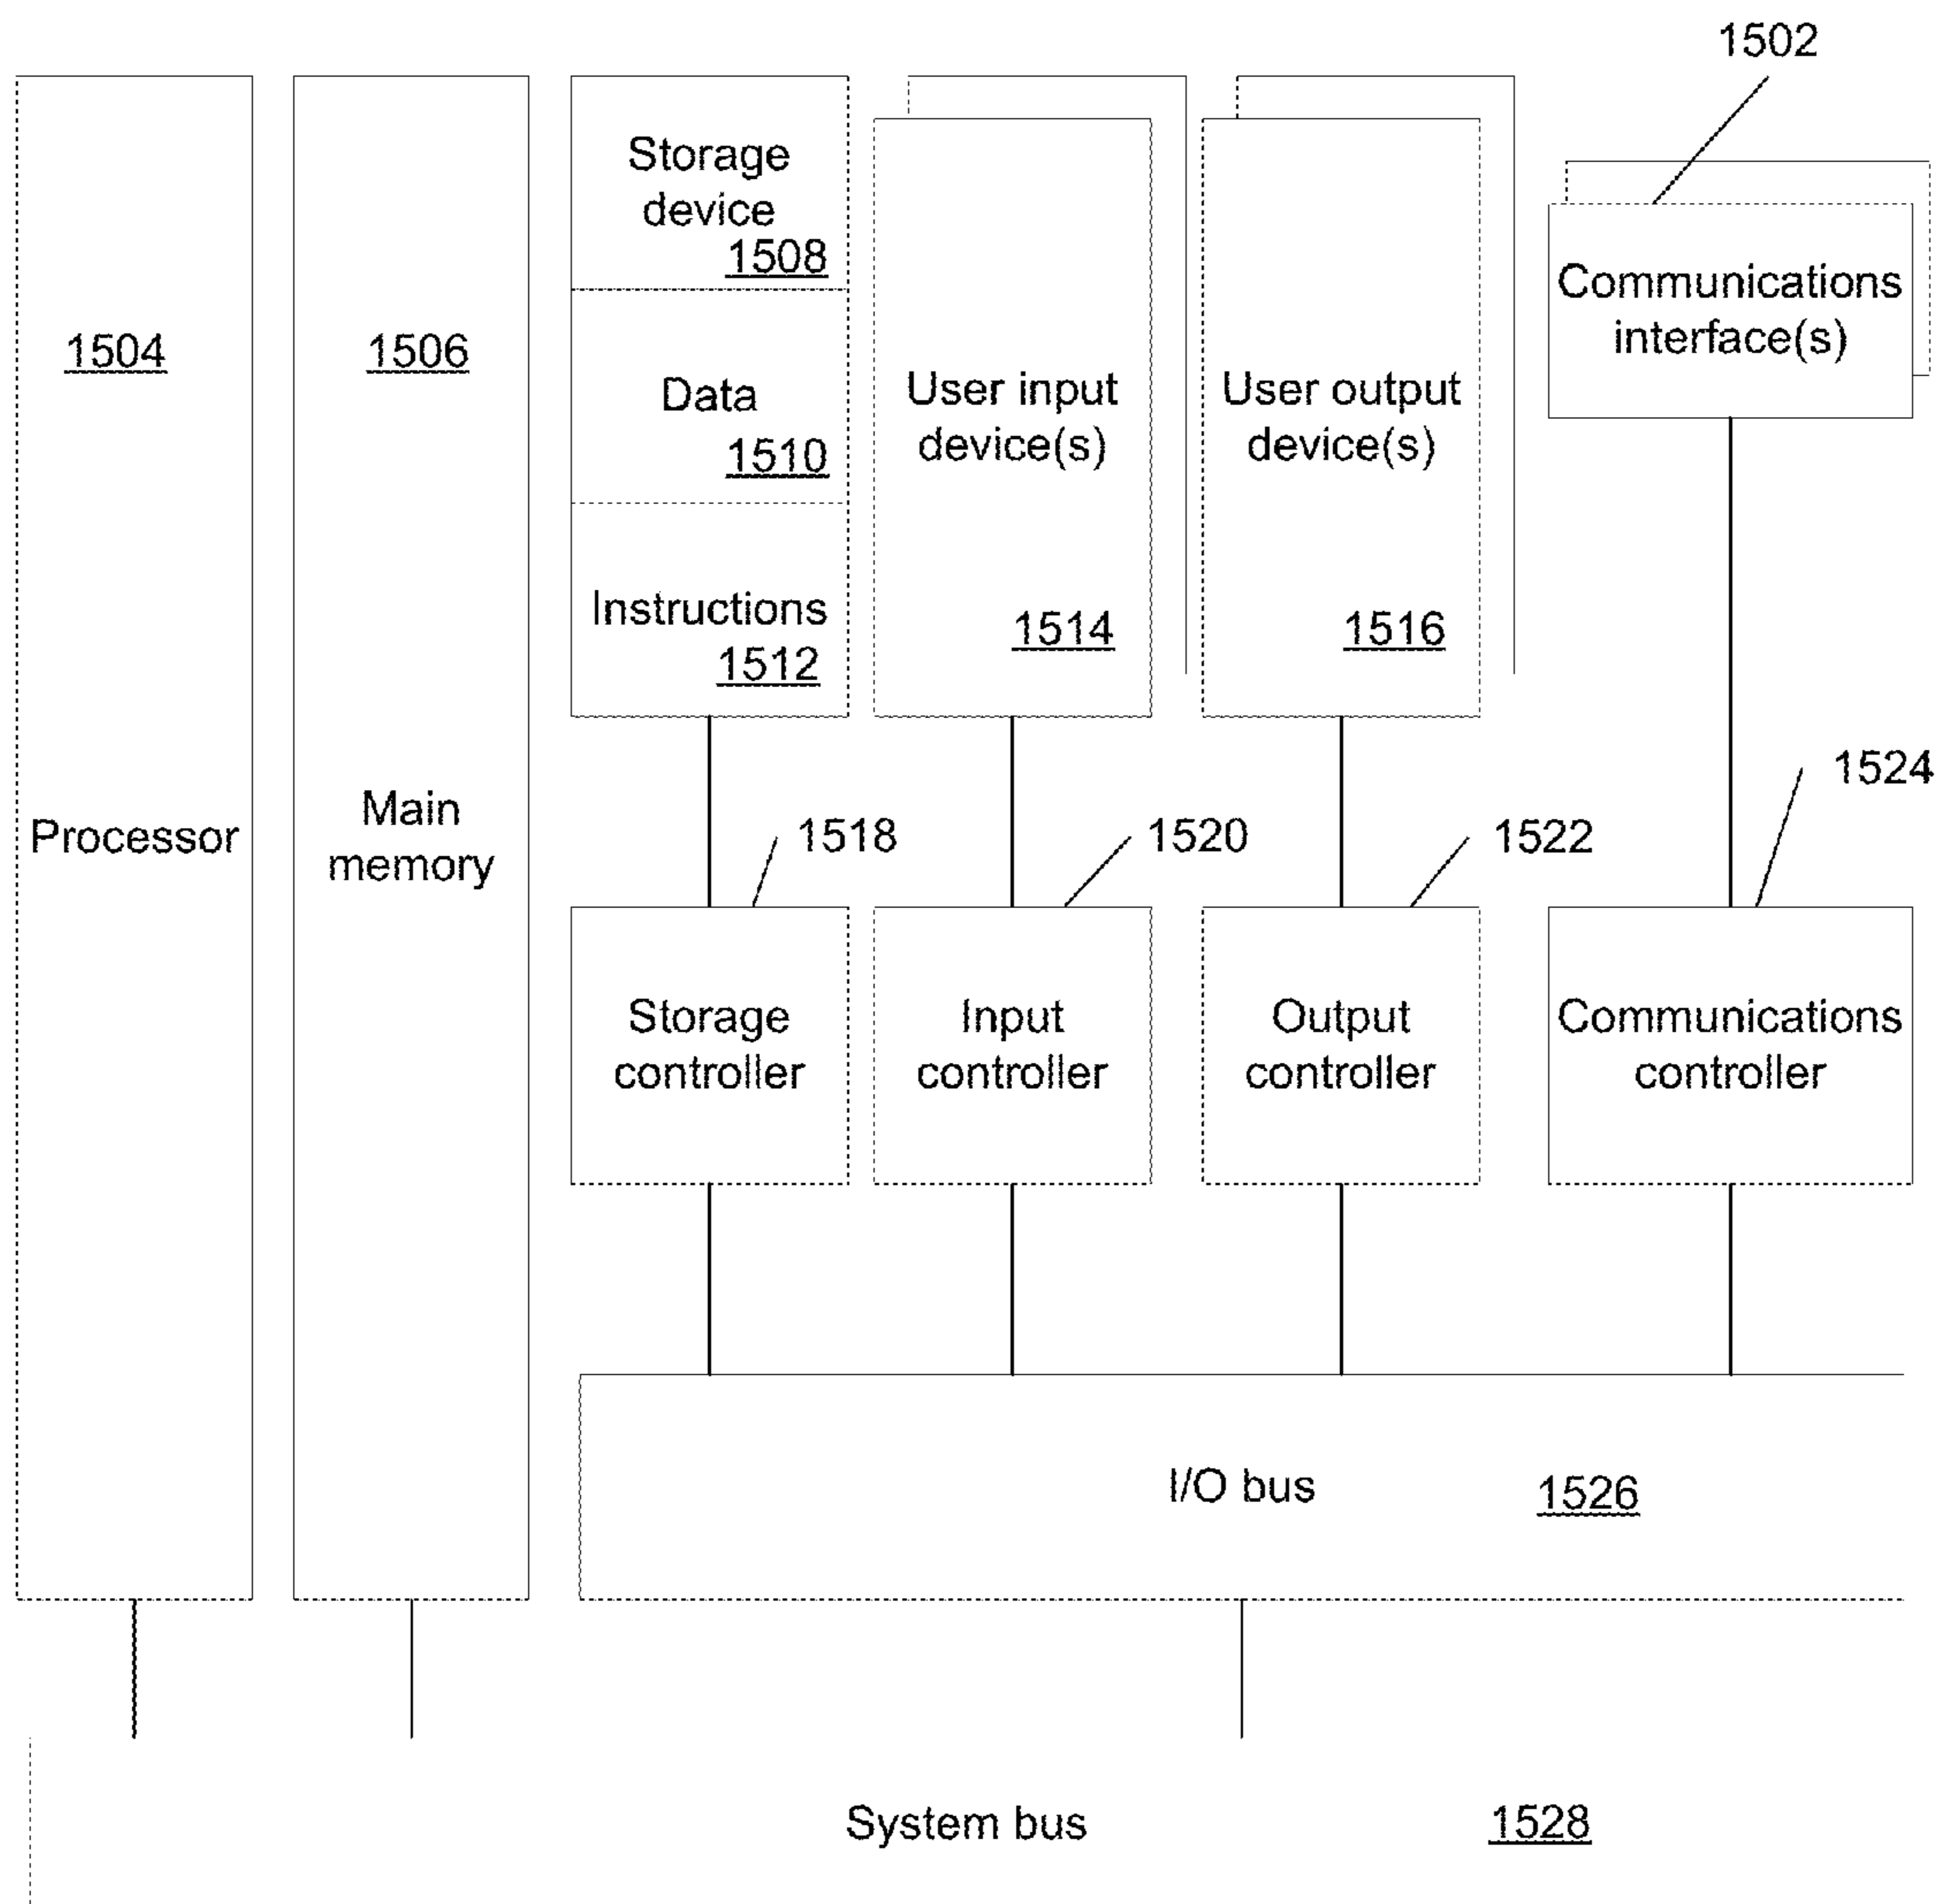 1502
Storage
device
1508
Communications
interface(s)
1504
1506
Data
1510
User input
device(s)
User output
device(s)
Instructions
1512
1514
1516
1524
Processor
Main
memory
1518
1520
1522
Storage
controller
Input
controller
Output
controller
Communications
controller
I/O bus
1526
System bus
1528